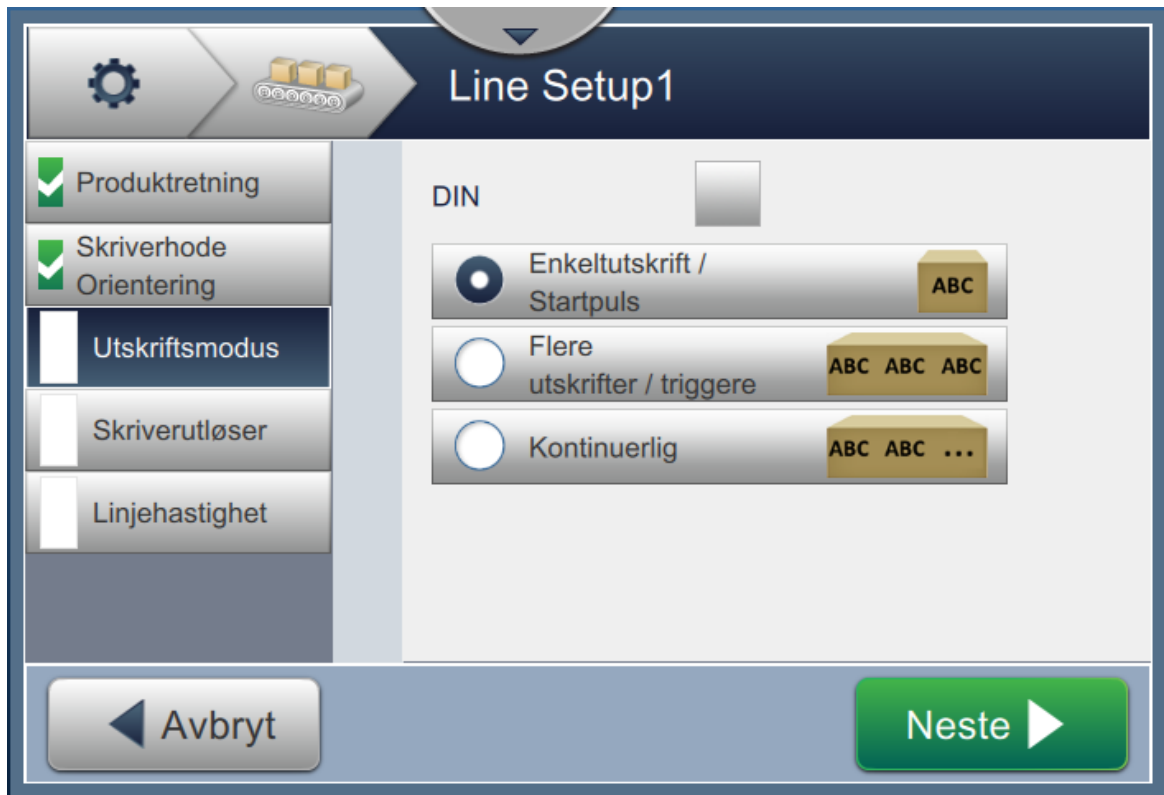 Line Setup1
Produktretning
Skriverhode
Orientering
Utskriftsmodus
Skriverutløser
Linjehastighet
DIN
Enkeltutskrift /
Startpuls
ABC
Flere
utskrifter / triggere
ABC ABC ABC
Kontinuerlig
ABC ABC ...
Avbryt
Neste